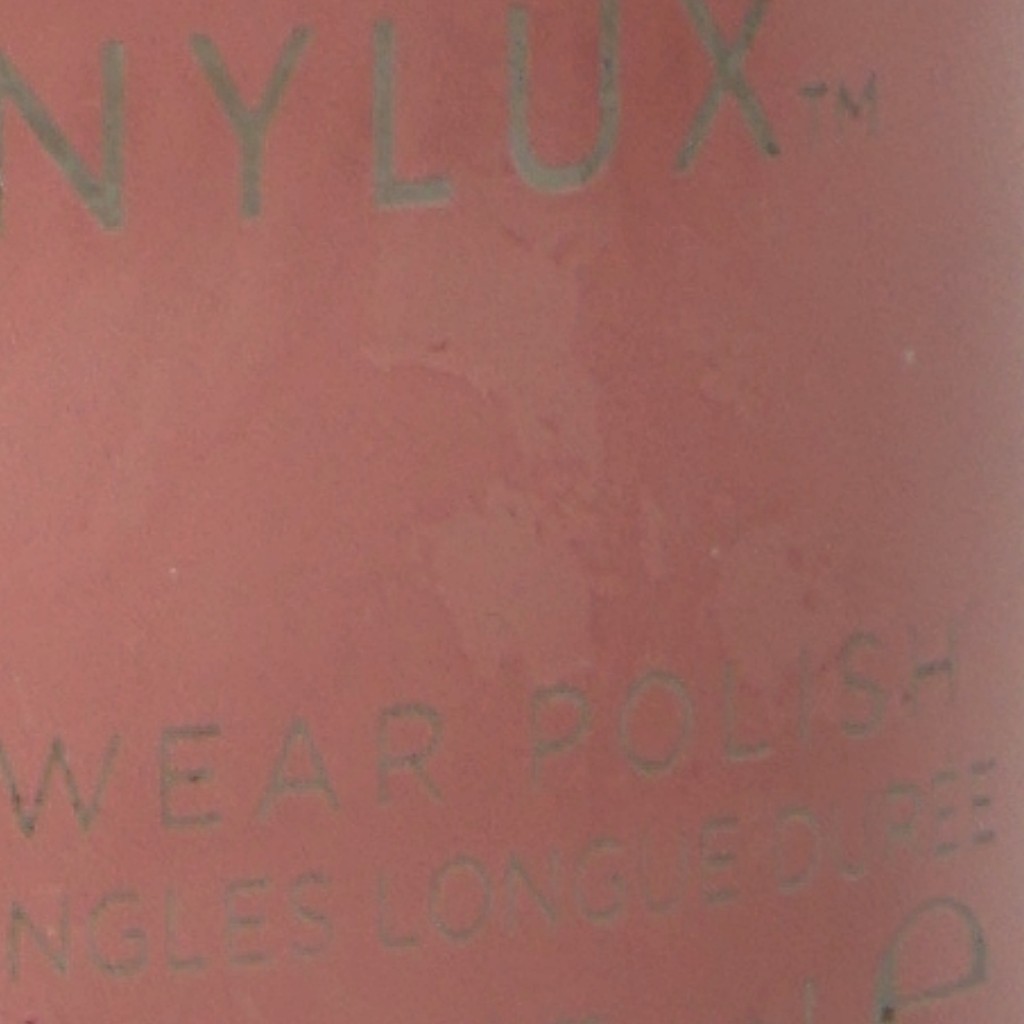 NYLUX™
WEAR POLISH
NGLES LONGUE DURÉE